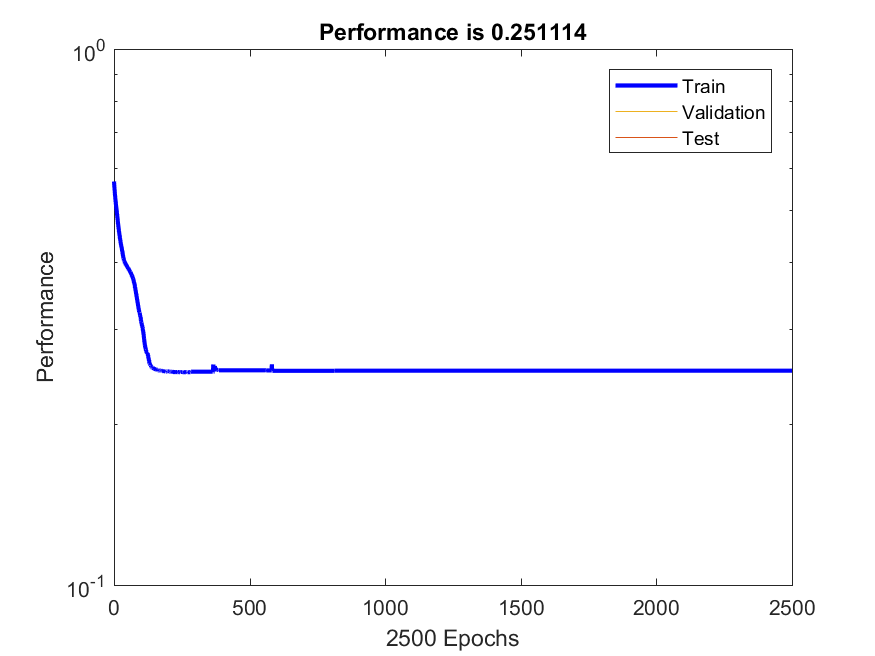 Performance is 0.251114
10^0
Train
Validation
Test
Performance
10^-1
0 500 1000 1500 2000 2500
2500 Epochs